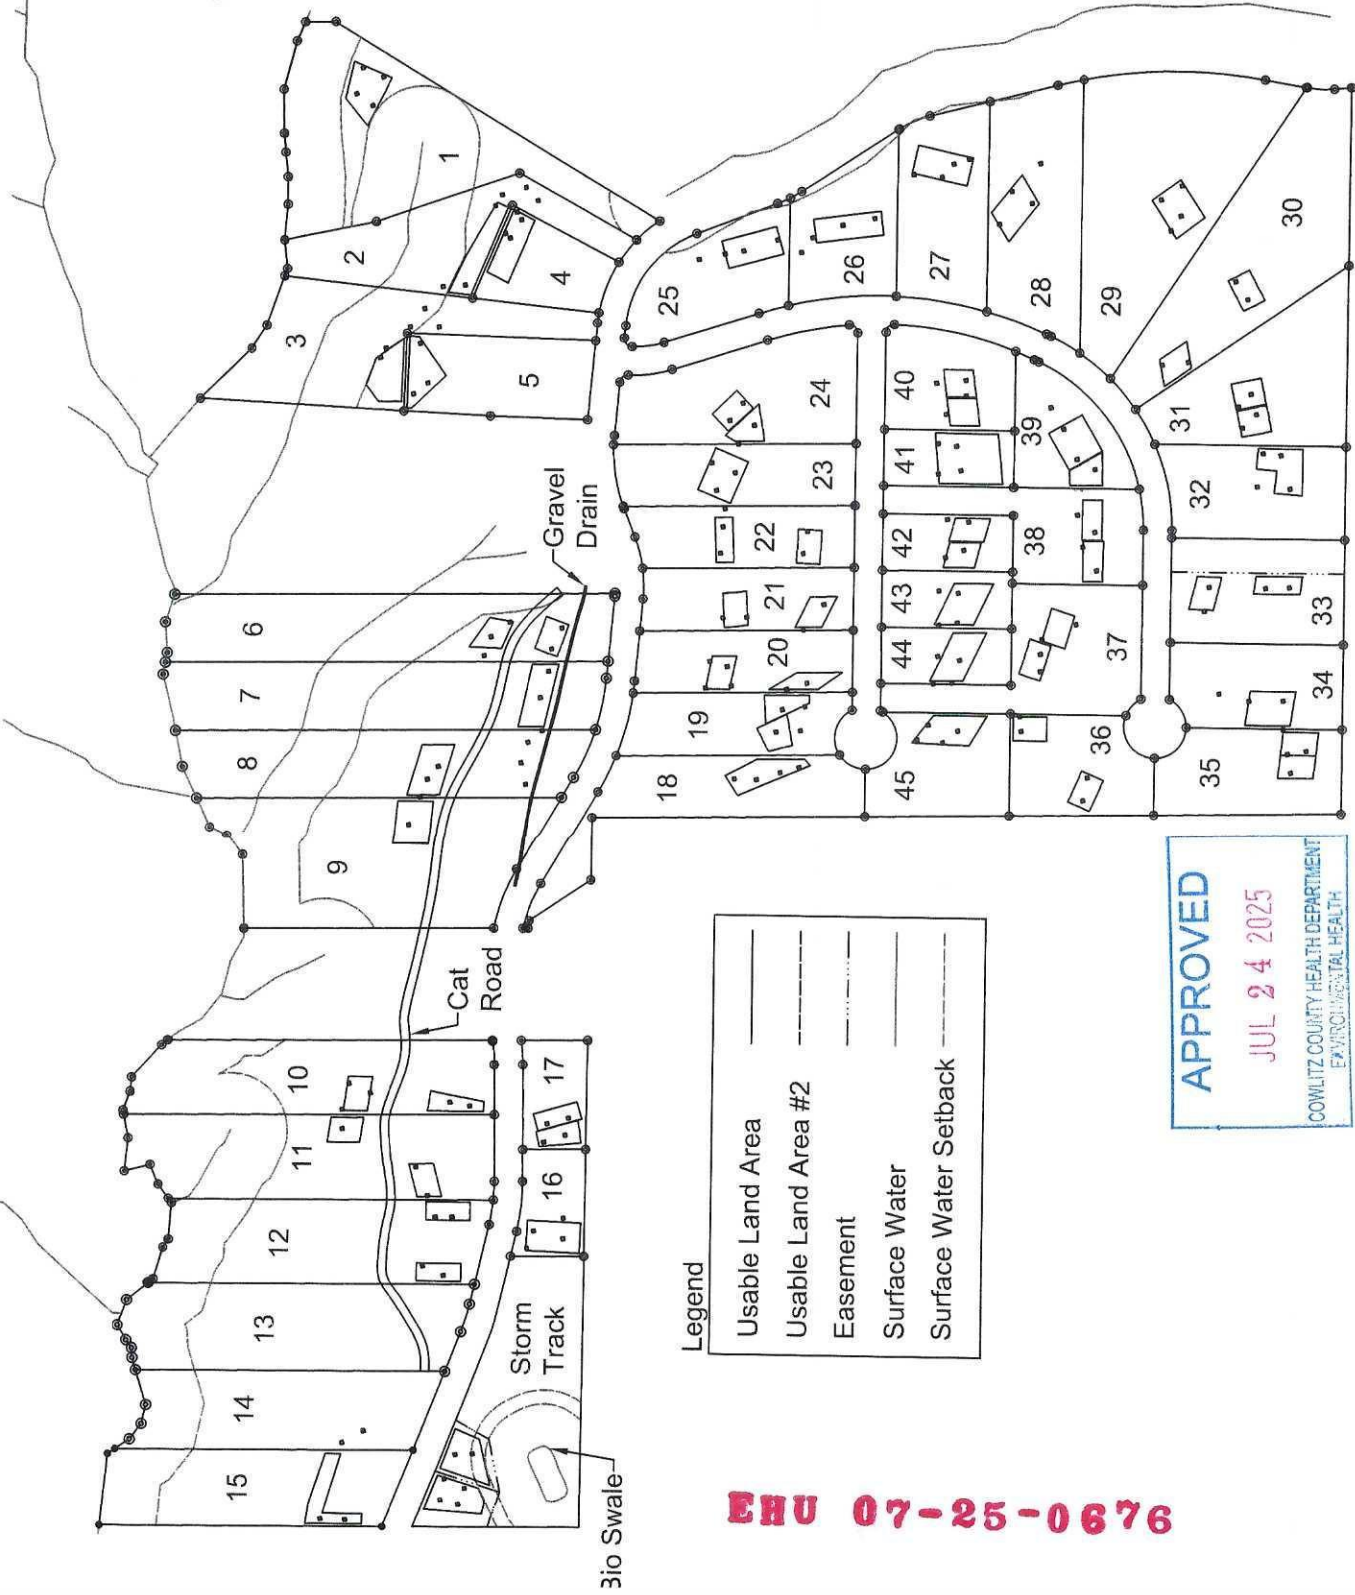 1
2
3
4
5
6
7
8
9
10
11
12
13
14
15
16
17
18
19
20
21
22
23
24
25
26
27
28
29
30
31
32
33
34
35
36
37
38
39
40
41
42
43
44
45
Gravel
Drain
Cat
Road
Storm
Track
Bio Swale
Legend
Usable Land Area
Usable Land Area #2
Easement
Surface Water
Surface Water Setback
APPROVED
JUL 24 2025
COWLITZ COUNTY HEALTH DEPARTMENT
ENVIRONMENTAL HEALTH
EHU 07-25-0676